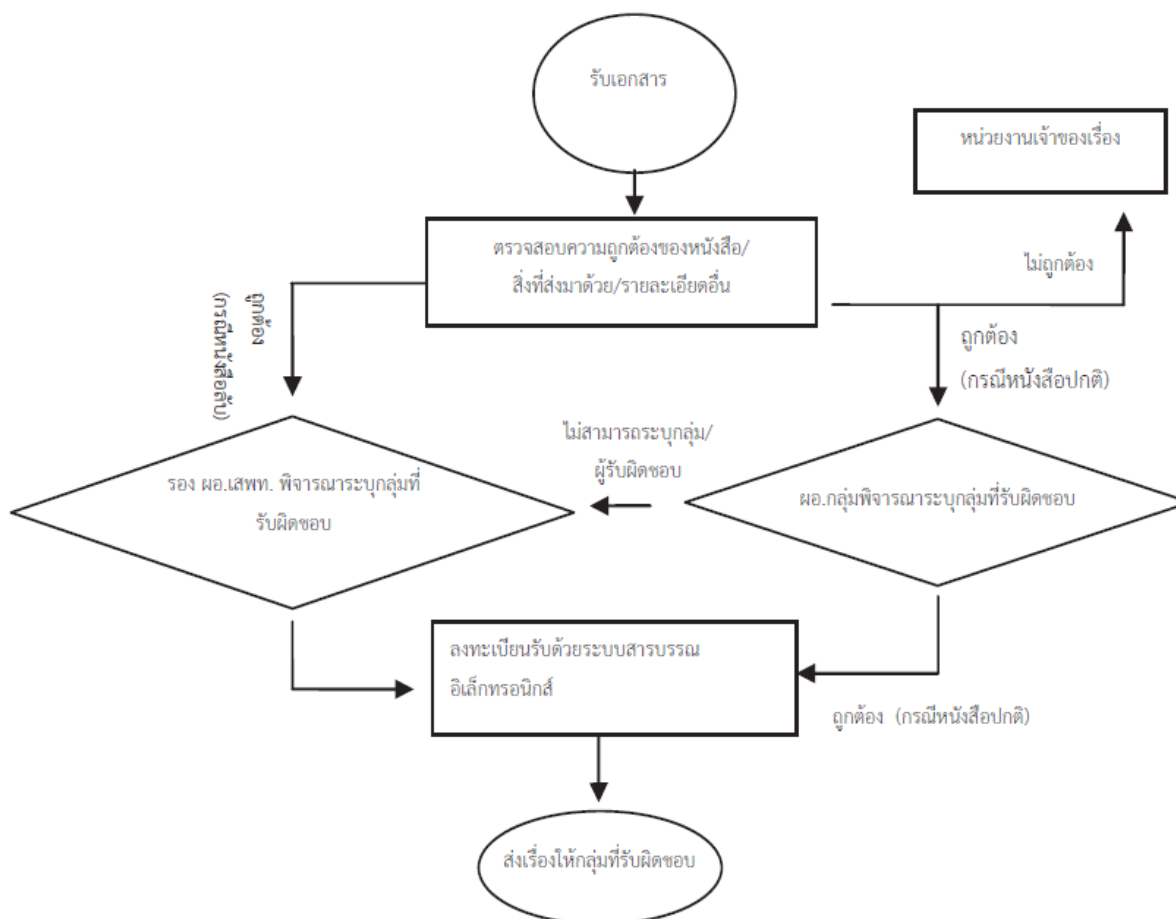 รับเอกสาร
หน่วยงานเจ้าของเรื่อง
ตรวจสอบความถูกต้องของหนังสือ/
สิ่งที่ส่งมาด้วย/รายละเอียดอื่น
ไม่ถูกต้อง
ถูกต้อง
(กรณีหนังสือลับ)
ถูกต้อง
(กรณีหนังสือปกติ)
ไม่สามารถระบุกลุ่ม/
ผู้รับผิดชอบ
รอง ผอ.เสพท. พิจารณาระบุกลุ่มที่
รับผิดชอบ
ผอ.กลุ่มพิจารณาระบุกลุ่มที่รับผิดชอบ
ลงทะเบียนรับด้วยระบบสารบรรณ
อิเล็กทรอนิกส์
ถูกต้อง (กรณีหนังสือปกติ)
ส่งเรื่องให้กลุ่มที่รับผิดชอบ